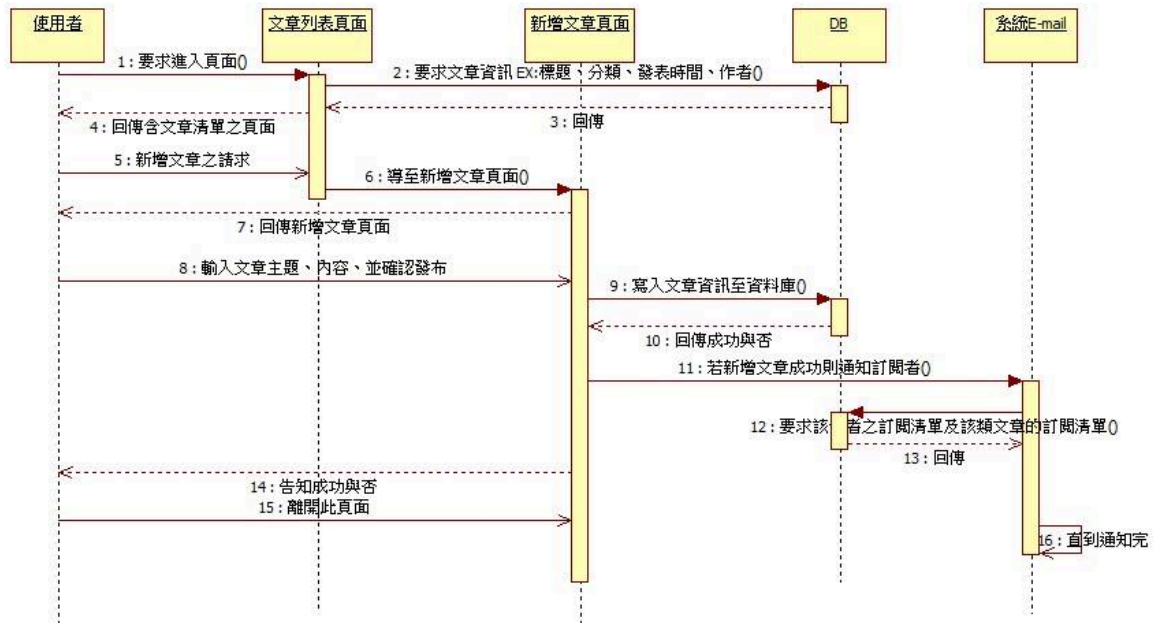 使用者
文章列表頁面
新增文章頁面
DB
系統E-mail
1 : 要求進入頁面()
2 : 要求文章資訊 EX:標題、分類、發表時間、作者()
3 : 回傳
4 : 回傳含文章清單之頁面
5 : 新增文章之請求
6 : 導至新增文章頁面()
7 : 回傳新增文章頁面
8 : 輸入文章主題、內容、並確認發布
9 : 寫入文章資訊至資料庫()
10 : 回傳成功與否
11 : 若新增文章成功則通知訂閱者()
12 : 要求該 者之訂閱清單及該類文章的訂閱清單()
13 : 回傳
14 : 告知成功與否
15 : 離開此頁面
16 : 直到通知完